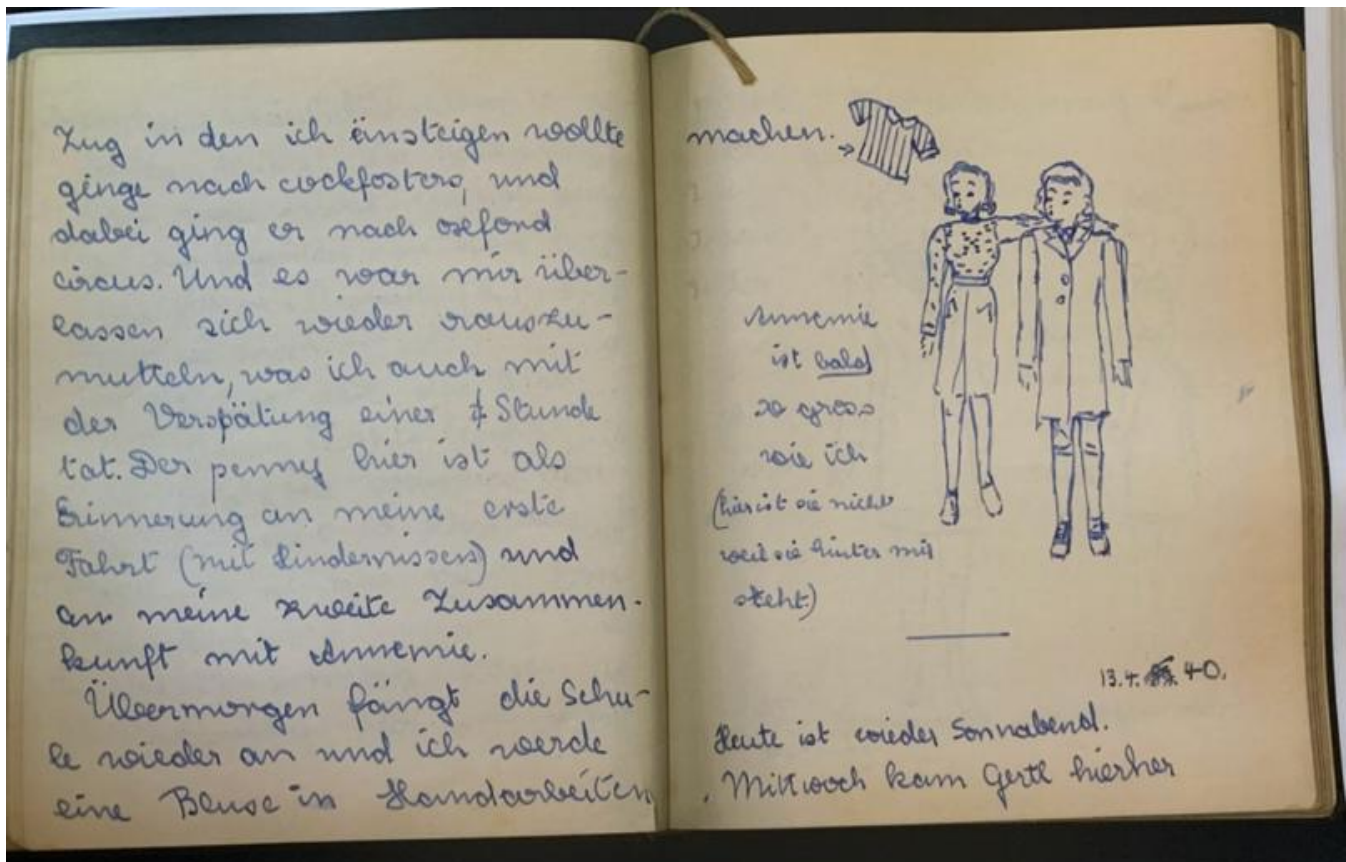 Zug in den ich einsteigen wollte
ginge nach cockfosters, und
dabei ging er nach oxford
circus. Und es war mir über-
lassen sich wieder rauszu-
mutteln, was ich auch mit
der Verspätung einer Stunde
tat. Der penny hier ist als
Erinnerung an meine erste
Fahrt (mit Hindernissen) und
an meine zweite Zusammen-
kunft mit Annemie.
Übermorgen fängt die Schu-
le wieder an und ich werde
eine Bluse in Handarbeiten
machen.
Annemie
ist bald
so gross
wie ich
(hier ist sie nicht
weil sie hinter mir
steht.)
13.4. 40.
Heute ist wieder Sonnabend.
Mittwoch kam Gertl hierher